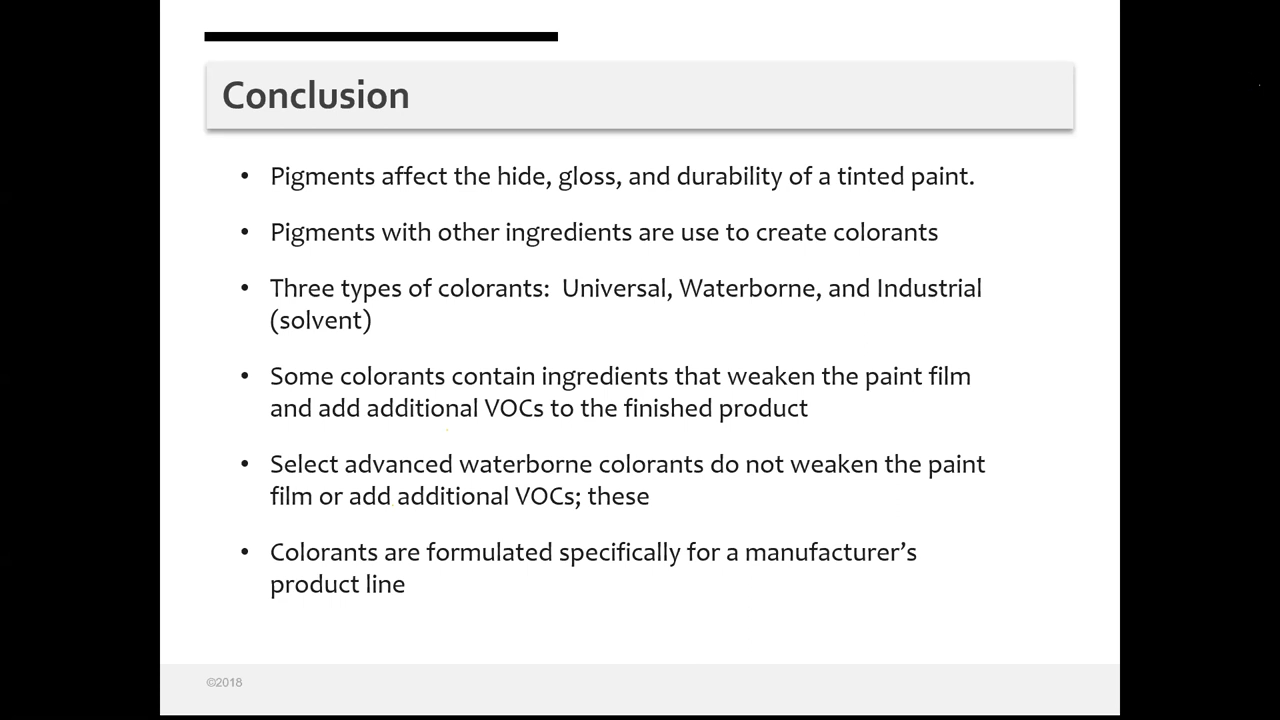 Conclusion
• Pigments affect the hide, gloss, and durability of a tinted paint.
• Pigments with other ingredients are use to create colorants
• Three types of colorants:  Universal, Waterborne, and Industrial
(solvent)
• Some colorants contain ingredients that weaken the paint film
and add additional VOCs to the finished product
• Select advanced waterborne colorants do not weaken the paint
film or add additional VOCs; these
• Colorants are formulated specifically for a manufacturer’s
product line
©2018